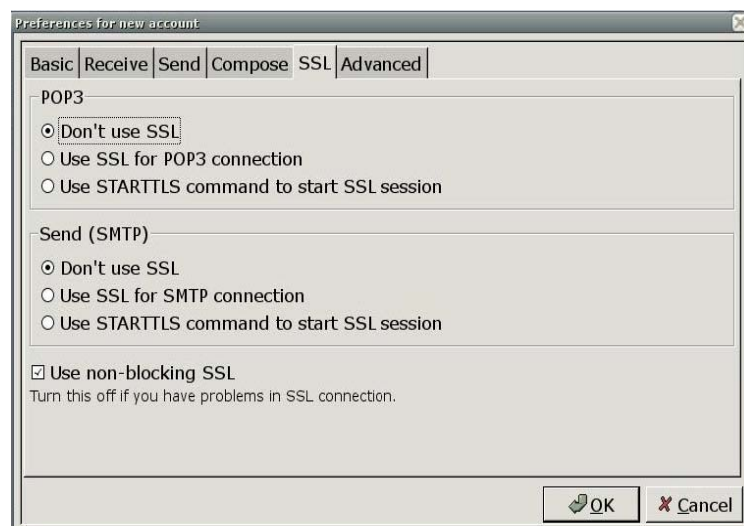 Preferences for new account
Basic Receive Send Compose SSL Advanced
POP3
Don't use SSL
Use SSL for POP3 connection
Use STARTTLS command to start SSL session
Send (SMTP)
Don't use SSL
Use SSL for SMTP connection
Use STARTTLS command to start SSL session
Use non-blocking SSL
Turn this off if you have problems in SSL connection.
OK Cancel